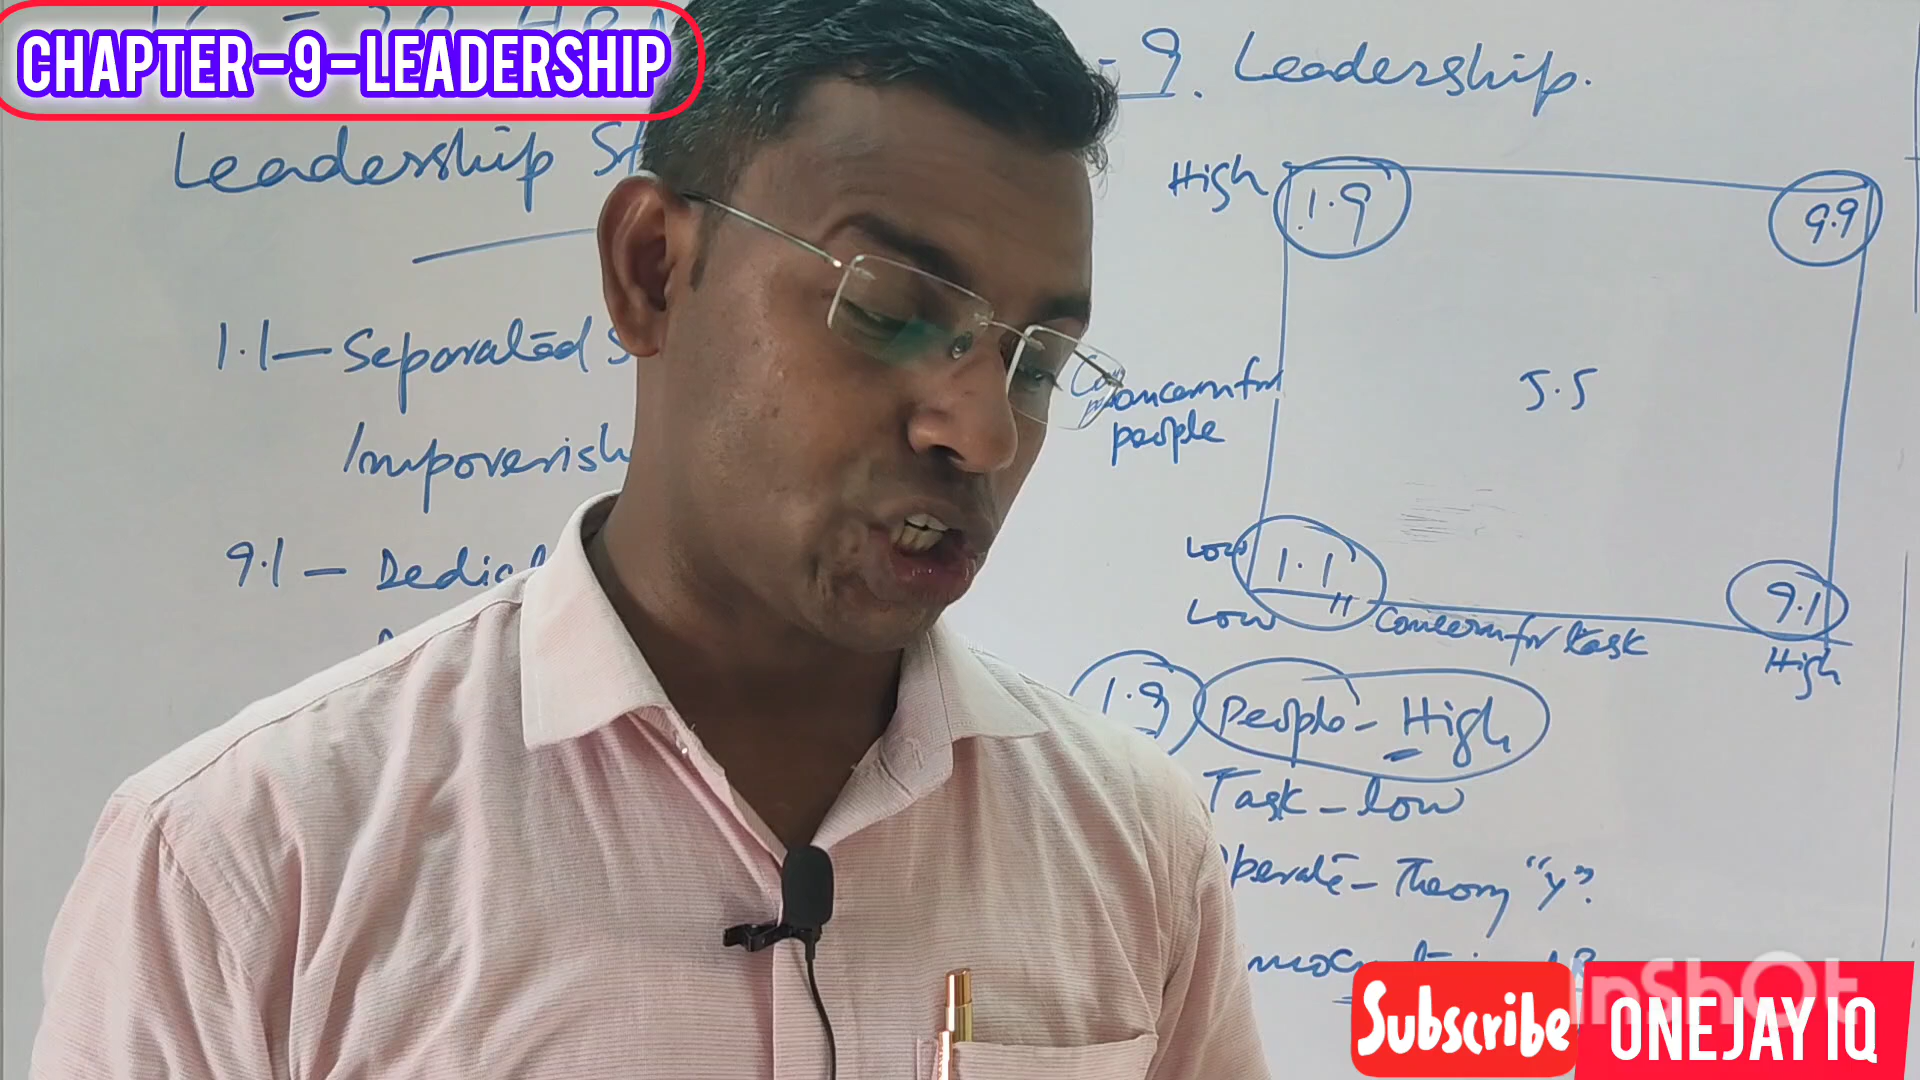 CHAPTER-9-LEADERSHIP
- 9. Leadership.
Leadership
1.1 — Separated
Impoverish
9.1 —
High
1.9
9.9
5.5
Concern for
people
Low
1.1
9.1
Low
Concern for task
High
1.9 People - High
Task - low
Theory "y".
Subscribe
ONEJAY IQ
InShOt